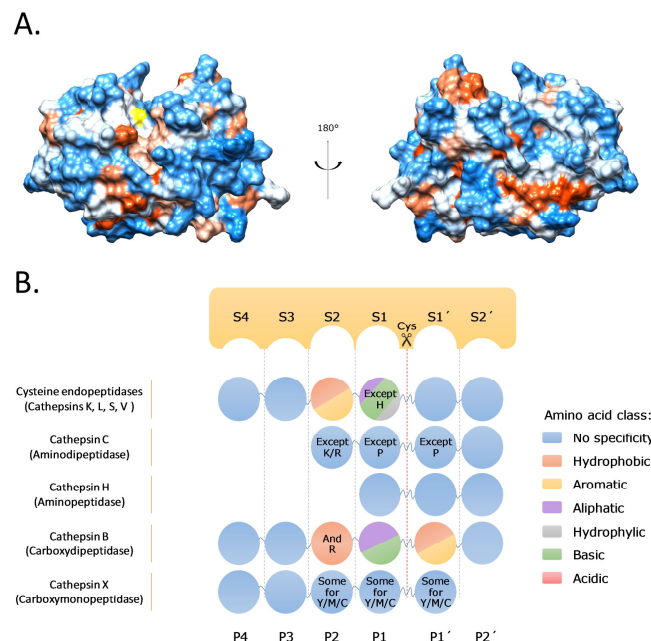 A.
180°
B.
S4 S3 S2 S1 S1´ S2´
Cys
Cysteine endopeptidases
(Cathepsins K, L, S, V )
Except
H
Cathepsin C
(Aminodipeptidase)
Except
K/R
Except
P
Except
P
Cathepsin H
(Aminopeptidase)
Cathepsin B
(Carboxydipeptidase)
And
R
Cathepsin X
(Carboxymonopeptidase)
Some
for
Y/M/C
Some
for
Y/M/C
Some
for
Y/M/C
P4 P3 P2 P1 P1´ P2´
Amino acid class:
No specificity
Hydrophobic
Aromatic
Aliphatic
Hydrophylic
Basic
Acidic